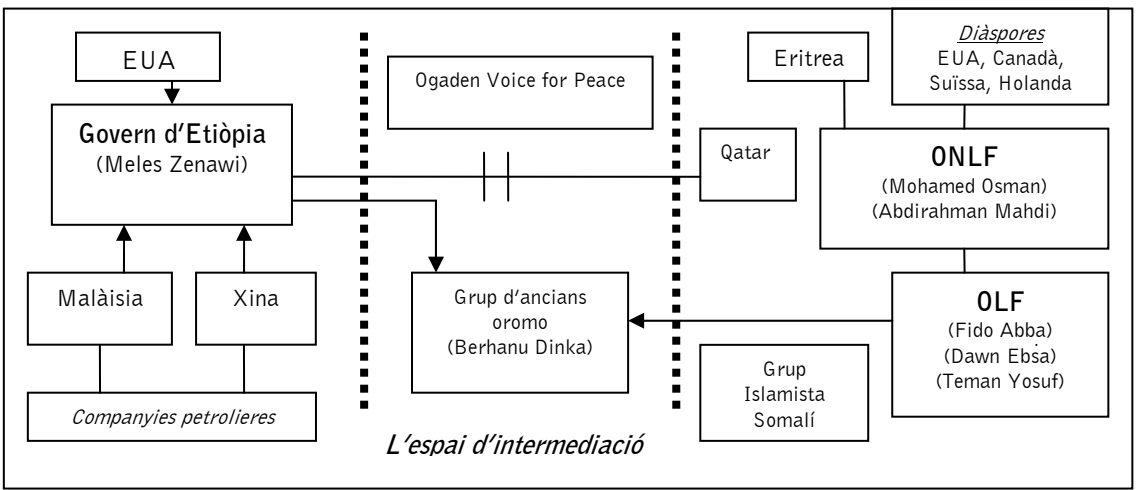 EUA
Govern d'Etiòpia
(Meles Zenawi)
Malàisia
Xina
Companyies petrolieres
Ogaden Voice for Peace
Grup d'ancians
oromo
(Berhanu Dinka)
L'espai d'intermediació
Eritrea
Diàspores
EUA, Canadà,
Suïssa, Holanda
Qatar
ONLF
(Mohamed Osman)
(Abdirahman Mahdi)
OLF
(Fido Abba)
(Dawn Ebsa)
(Teman Yosuf)
Grup
Islamista
Somalí